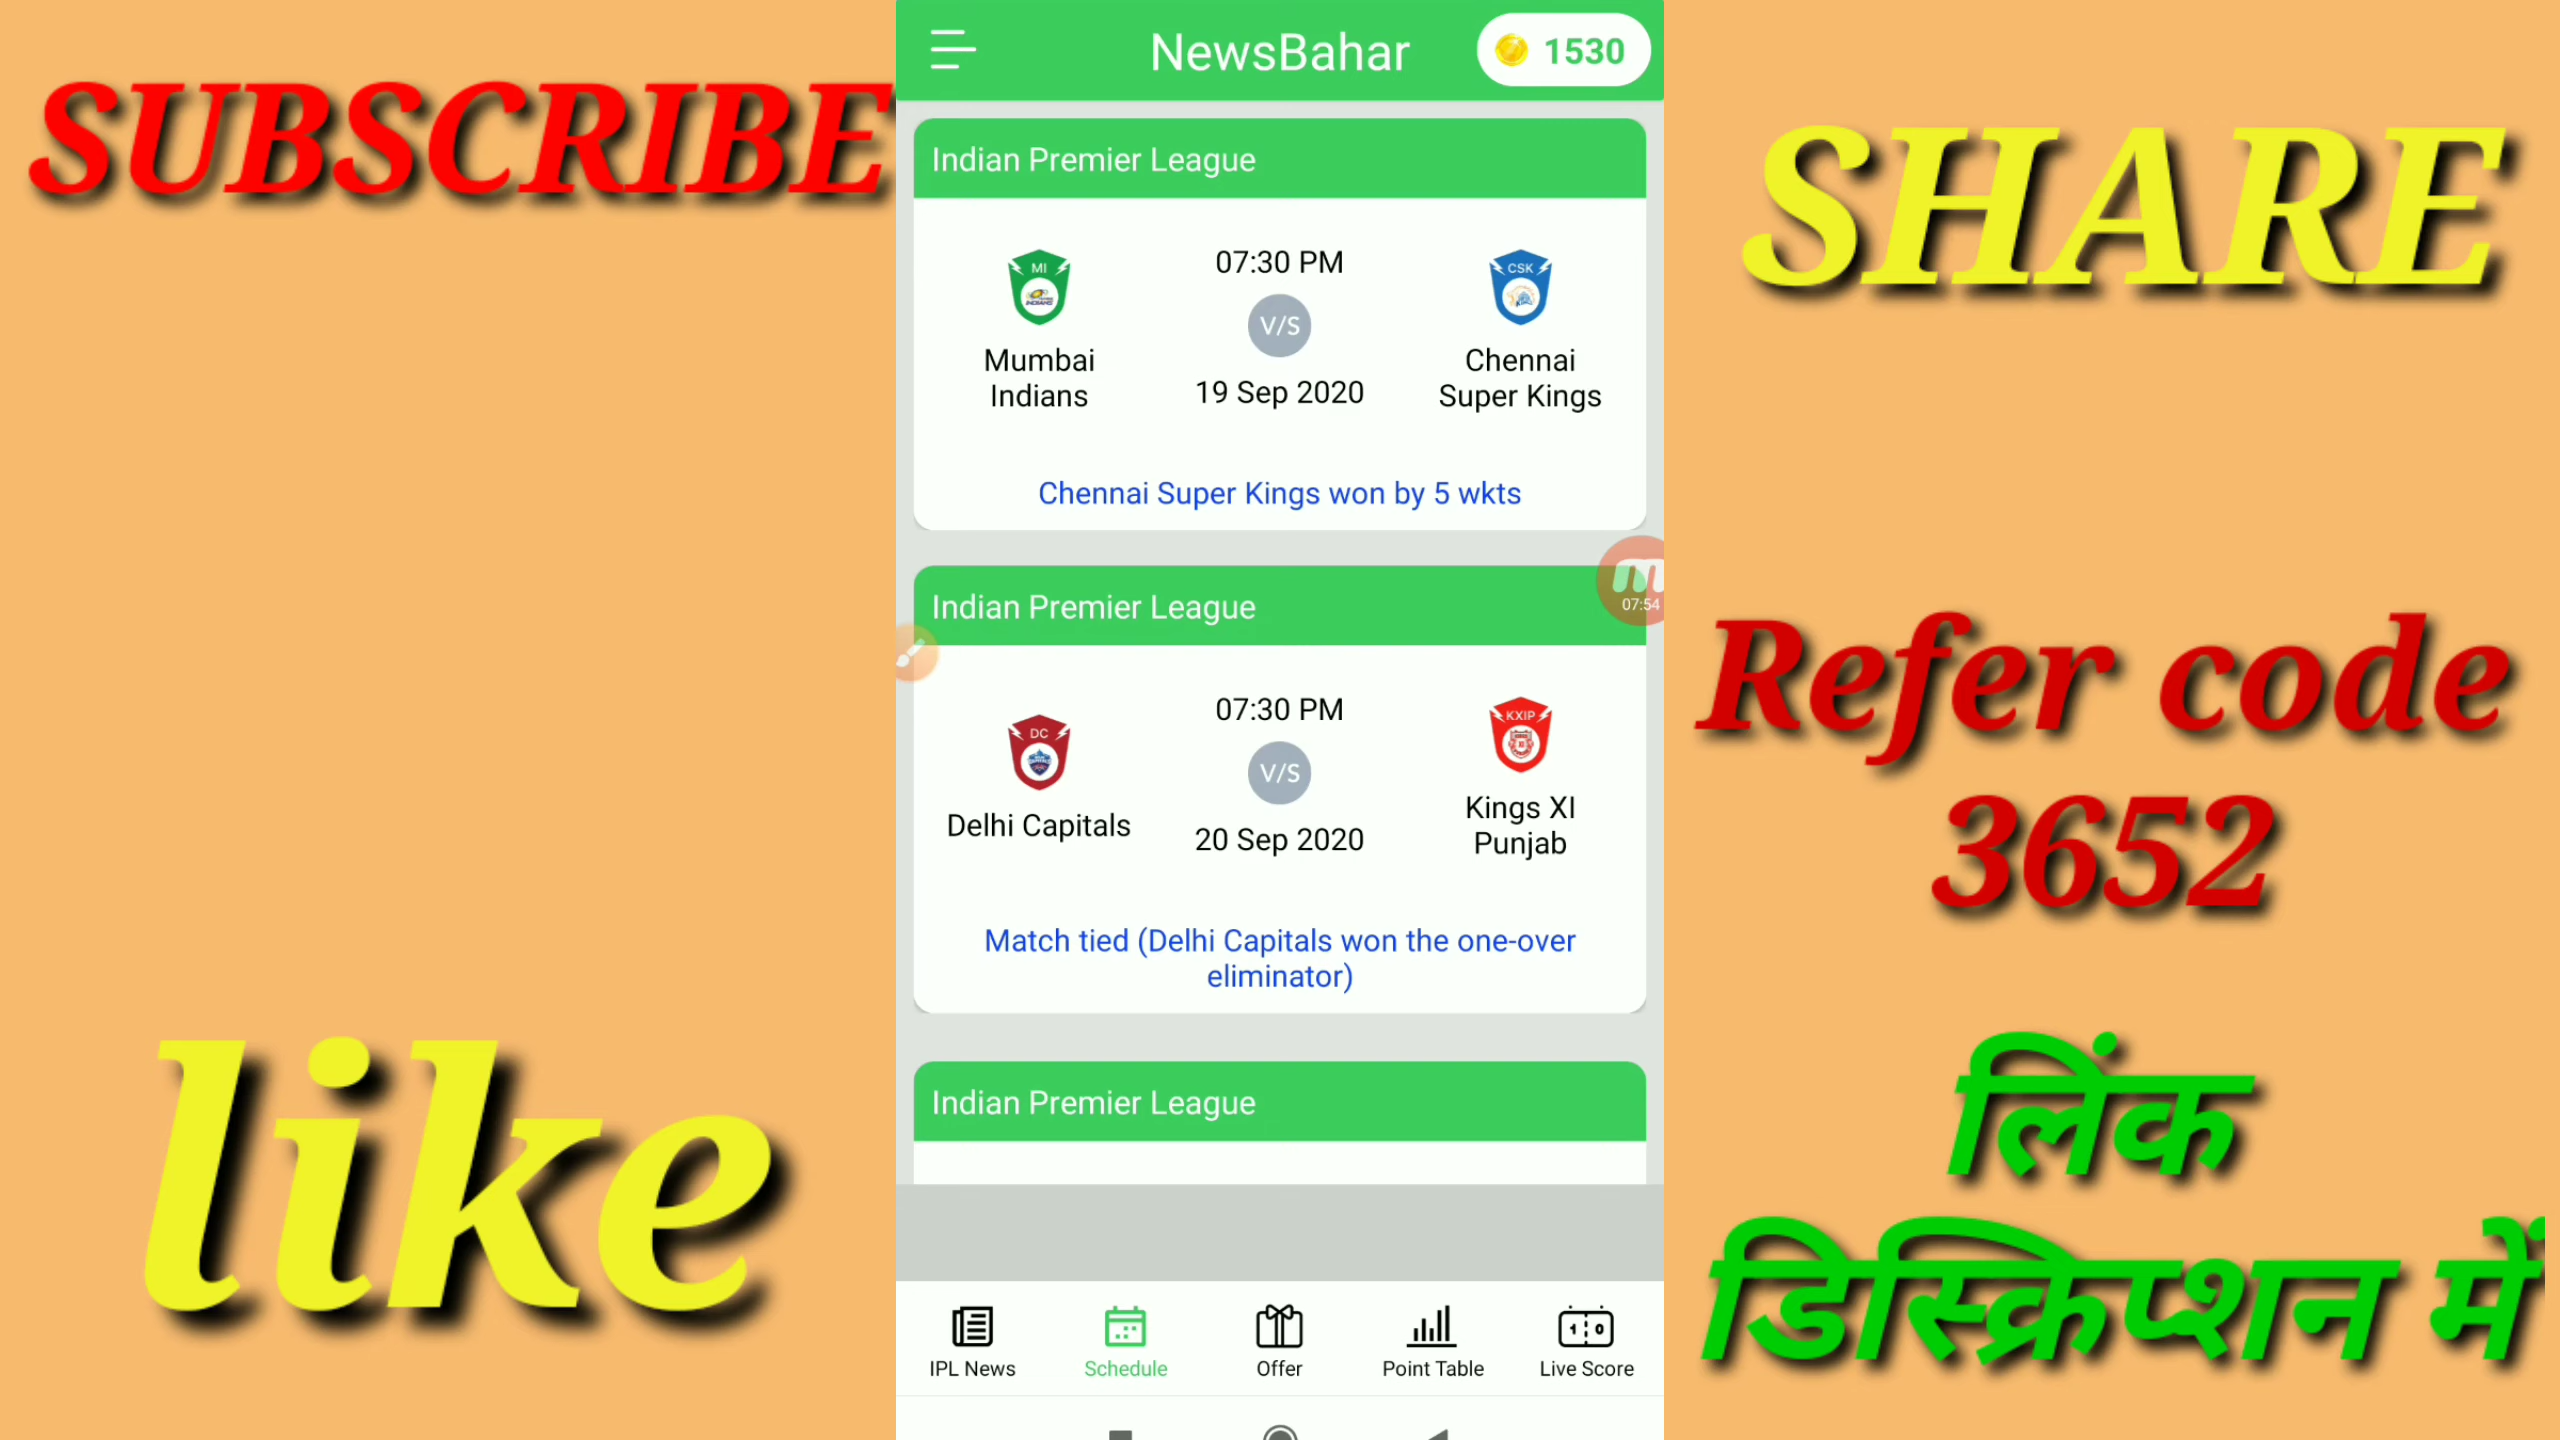 SUBSCRIBE
like
NewsBahar
1530
Indian Premier League
MI
Mumbai
Indians
07:30 PM
V/S
19 Sep 2020
CSK
Chennai
Super Kings
Chennai Super Kings won by 5 wkts
Indian Premier League
07:54
DC
Delhi Capitals
07:30 PM
V/S
20 Sep 2020
KXIP
Kings XI
Punjab
Match tied (Delhi Capitals won the one-over
eliminator)
Indian Premier League
IPL News
Schedule
Offer
Point Table
1 0
Live Score
SHARE
Refer code
3652
लिंक
डिस्क्रिप्शन में